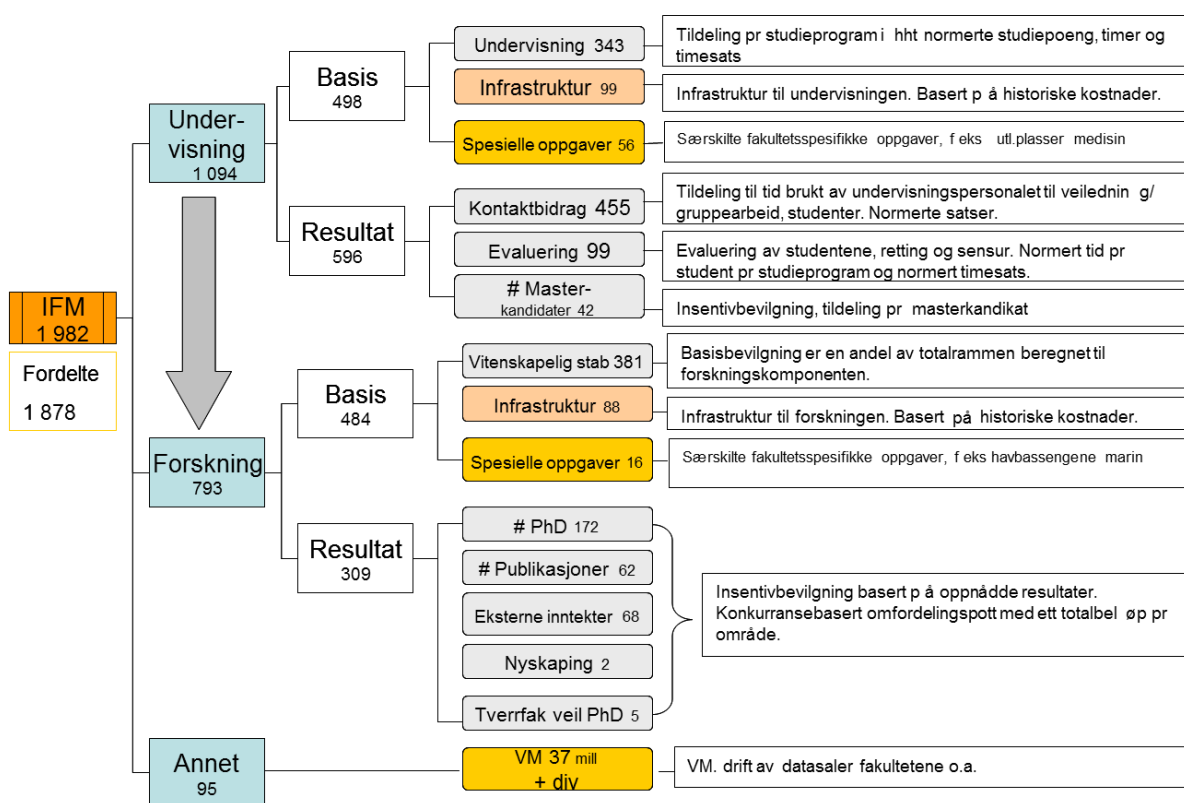 IFM
1 982
Fordelte
1 878
Under-
visning
1 094
Basis
498
Undervisning 343
Tildeling pr studieprogram i hht normerte studiepoeng, timer og
timesats
Infrastruktur 99
Infrastruktur til undervisningen. Basert p å historiske kostnader.
Spesielle oppgaver 56
Særskilte fakultetsspesifikke oppgaver, f eks utl.plasser medisin
Resultat
596
Kontaktbidrag 455
Tildeling til tid brukt av undervisningspersonalet til veilednin g/
gruppearbeid, studenter. Normerte satser.
Evaluering 99
Evaluering av studentene, retting og sensur. Normert tid pr
student pr studieprogram og normert timesats.
# Master-
kandidater 42
Insentivbevilgning, tildeling pr masterkandikat
Forskning
793
Basis
484
Vitenskapelig stab 381
Basisbevilgning er en andel av totalrammen beregnet til
forskningskomponenten.
Infrastruktur 88
Infrastruktur til forskningen. Basert på historiske kostnader.
Spesielle oppgaver 16
Særskilte fakultetsspesifikke oppgaver, f eks havbassengene marin
Resultat
309
# PhD 172
# Publikasjoner 62
Eksterne inntekter 68
Nyskaping 2
Tverrfak veil PhD 5
Insentivbevilgning basert p å oppnådde resultater.
Konkurransebasert omfordelingspott med ett totalbel øp pr
område.
Annet
95
VM 37 mill
+ div
VM. drift av datasaler fakultetene o.a.